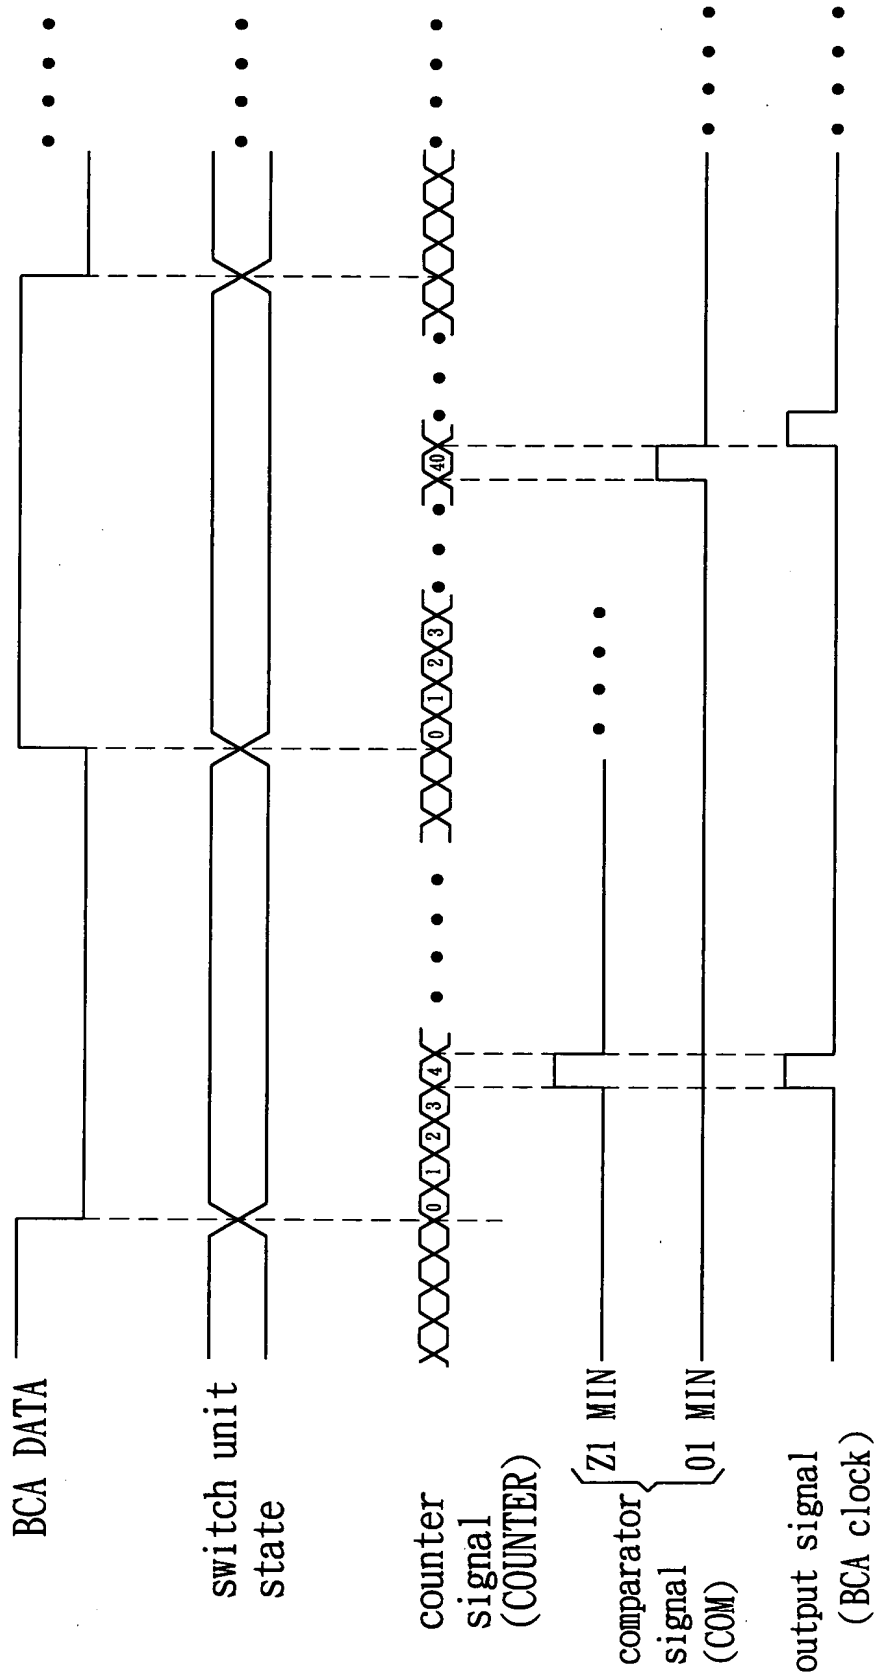 BCA DATA
switch unit
state
counter
signal
(COUNTER)
0 1 2 3 4
0 1 2 3
40
comparator
signal
(COM)
Z1 MIN
01 MIN
output signal
(BCA clock)